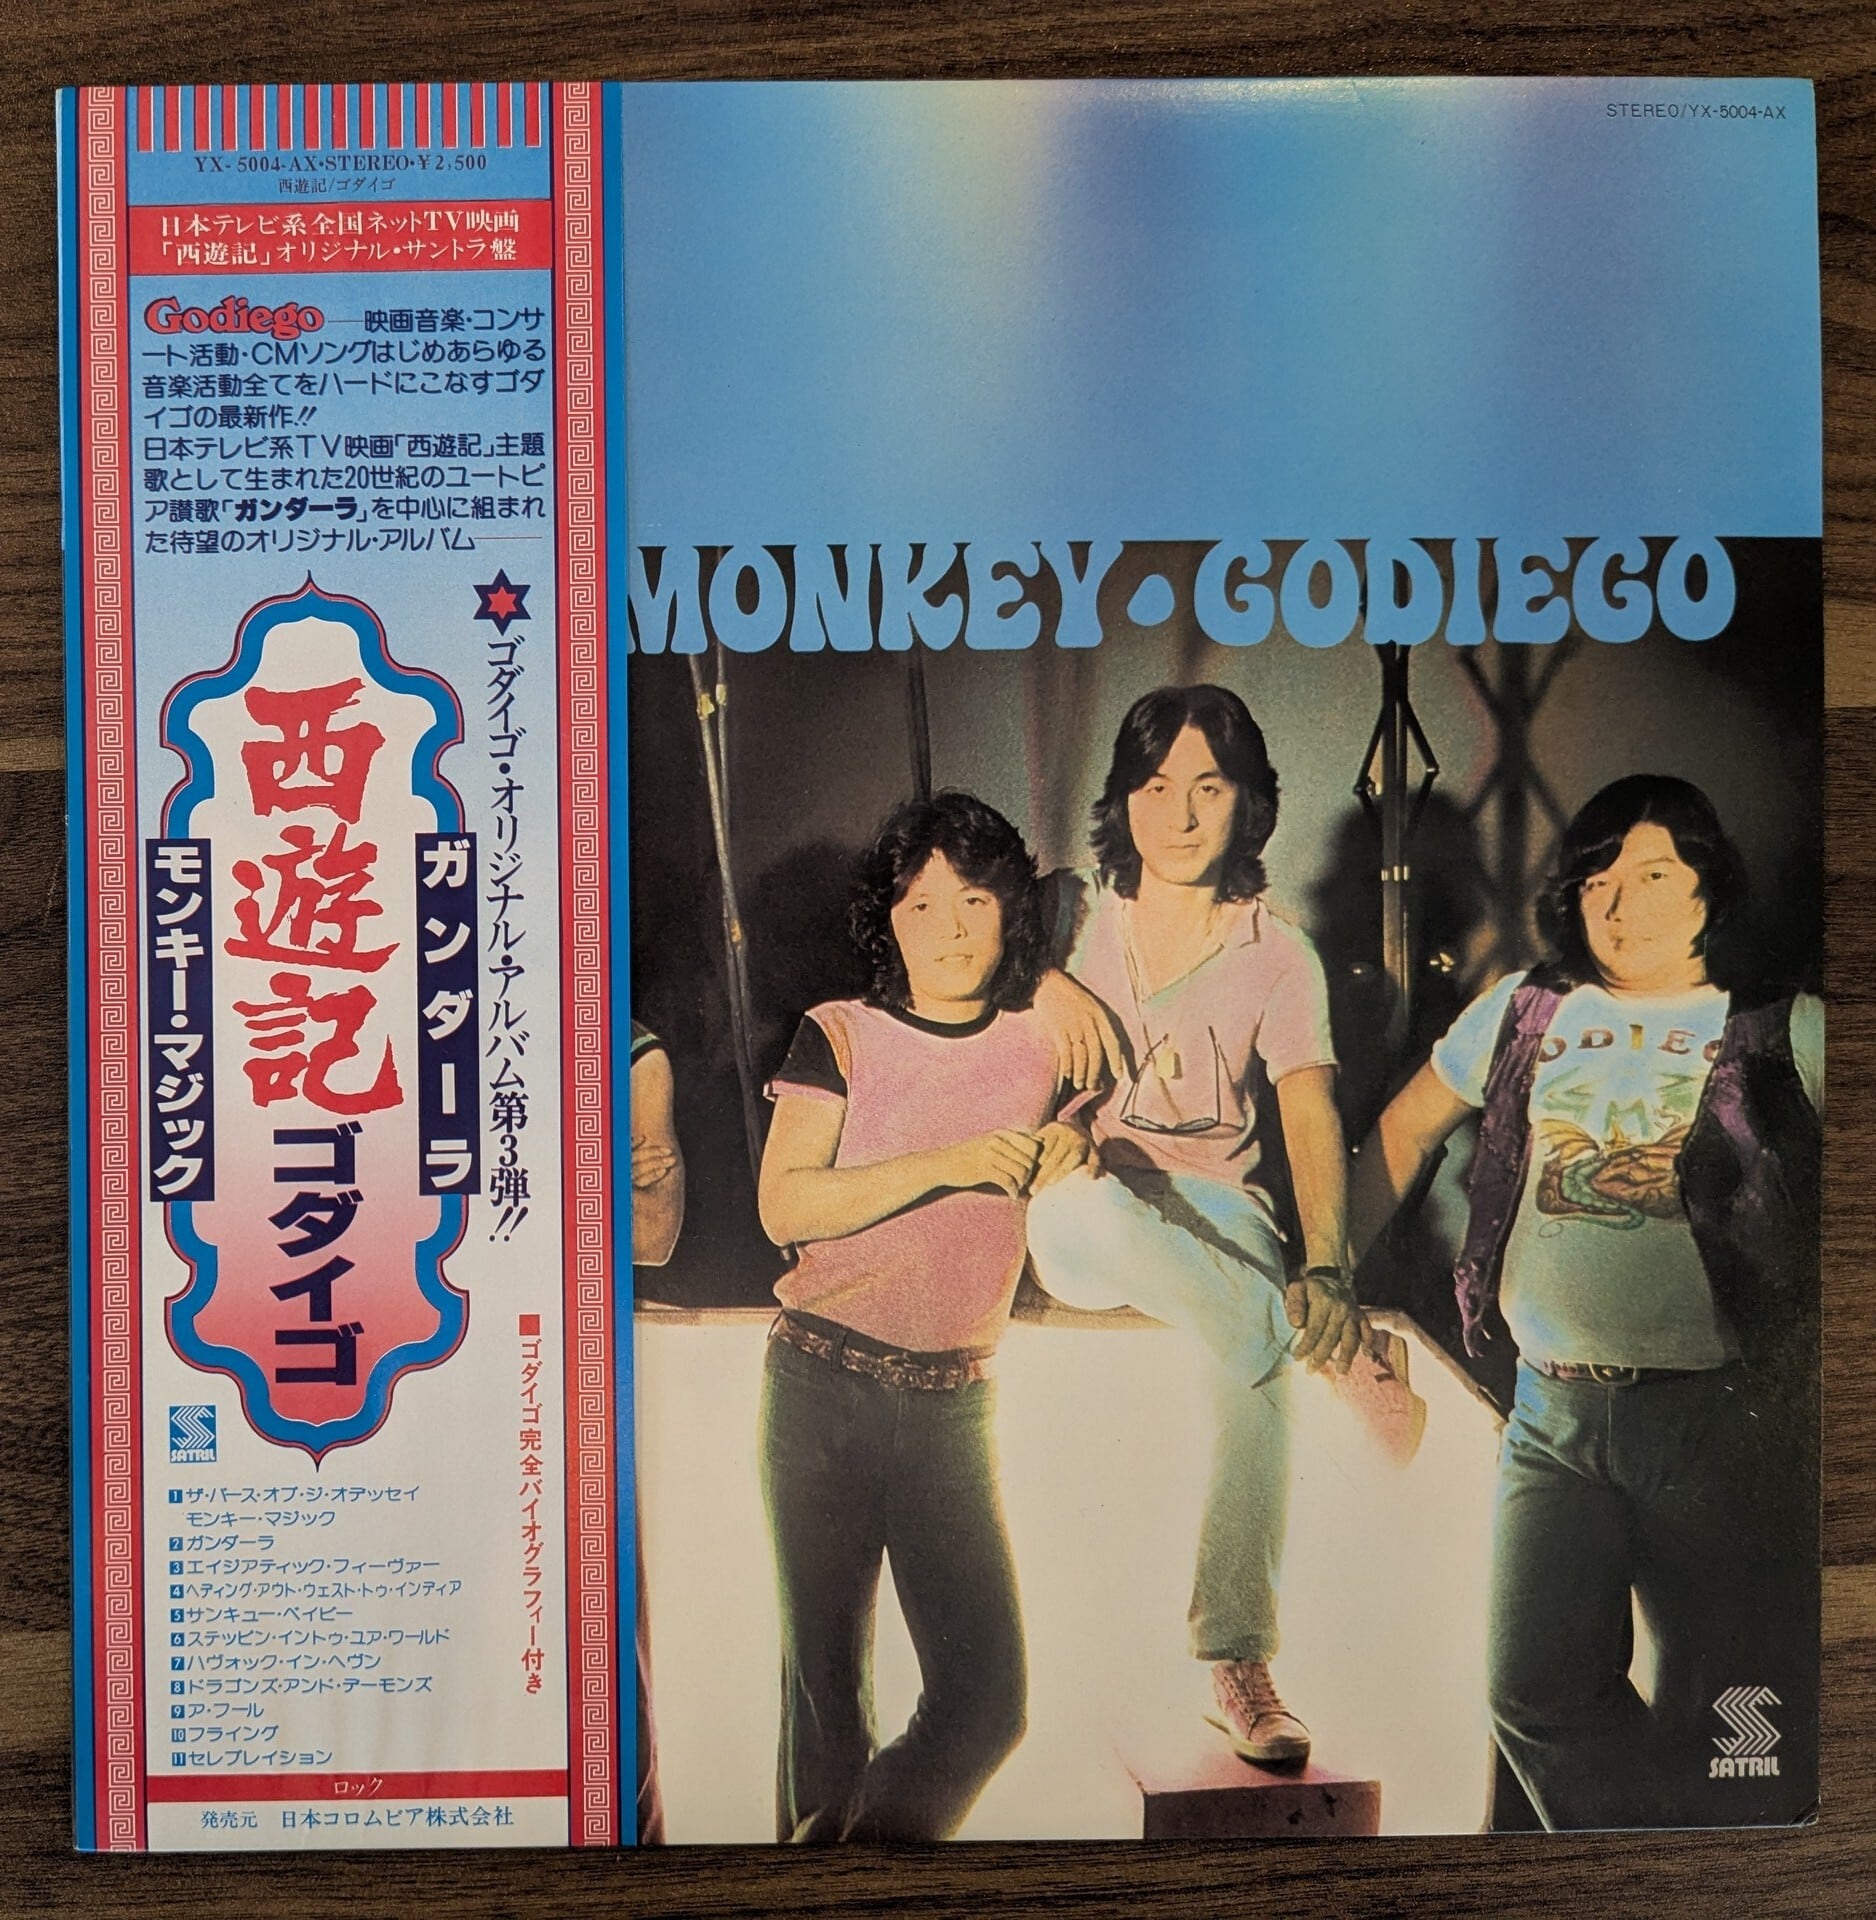 YX-5004-AX•STEREO•¥2,500
西遊記/ゴダイゴ
日本テレビ系全国ネットTV映画
「西遊記」オリジナル・サントラ盤
Godiego──映画音楽・コンサ
ート活動・CMソングはじめあらゆる
音楽活動全てをハードにこなすゴダ
イゴの最新作!!
日本テレビ系TV映画「西遊記」主題
歌として生まれた20世紀のユートピ
ア讃歌「ガンダーラ」を中心に組まれ
た待望のオリジナル・アルバム──
★ゴダイゴ・オリジナル・アルバム第3弾!!
ガンダーラ
西遊記 ゴダイゴ
モンキー・マジック
■ゴダイゴ完全バイオグラフィー付き
SATRIL
1 ザ・バース・オブ・ジ・オデッセイ
モンキー・マジック
2 ガンダーラ
3 エイジアティック・フィーヴァー
4 ヘディング・アウト・ウェスト・トゥ・インディア
5 サンキュー・ベイビー
6 ステッピン・イントゥ・ユア・ワールド
7 ハヴォック・イン・ヘヴン
8 ドラゴンズ・アンド・デーモンズ
9 ア・フール
10 フライング
11 セレブレイション
ロック
発売元 日本コロムビア株式会社
STEREO/YX-5004-AX
MONKEY•GODIEGO
ODIEG
SATRIL